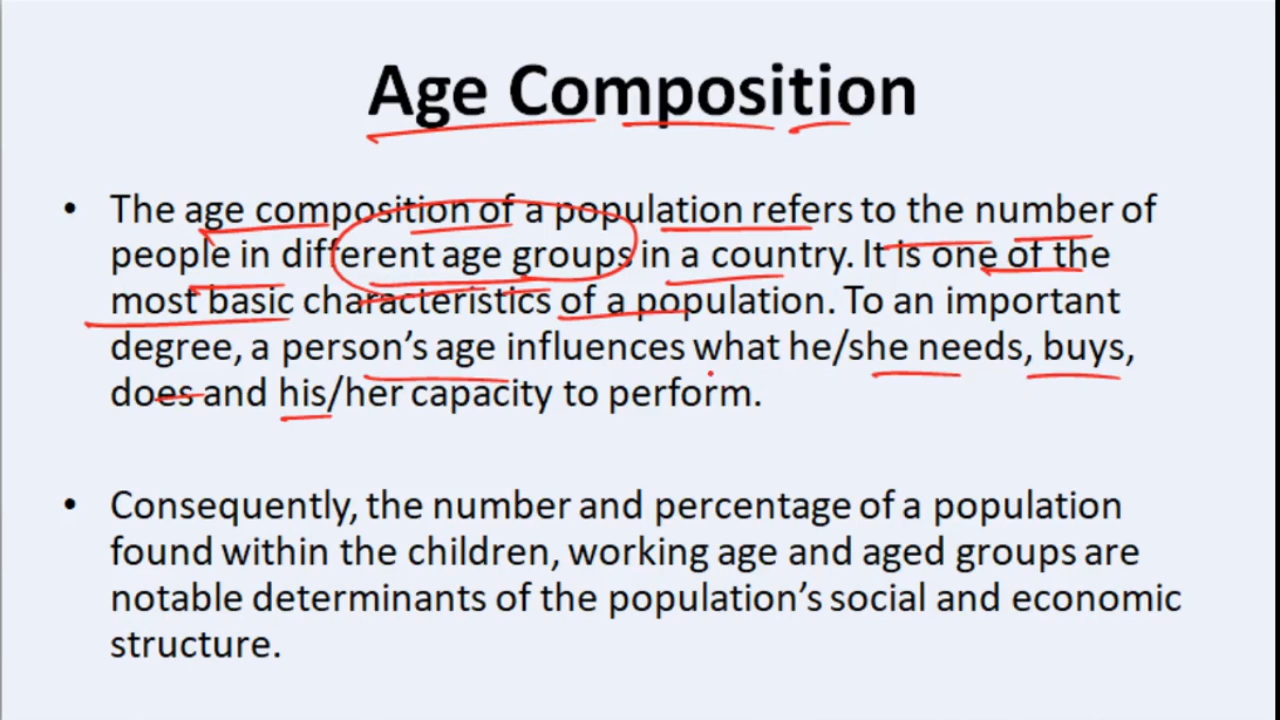 Age Composition
• The age composition of a population refers to the number of
people in different age groups in a country. It is one of the
most basic characteristics of a population. To an important
degree, a person's age influences what he/she needs, buys,
does and his/her capacity to perform.
• Consequently, the number and percentage of a population
found within the children, working age and aged groups are
notable determinants of the population's social and economic
structure.